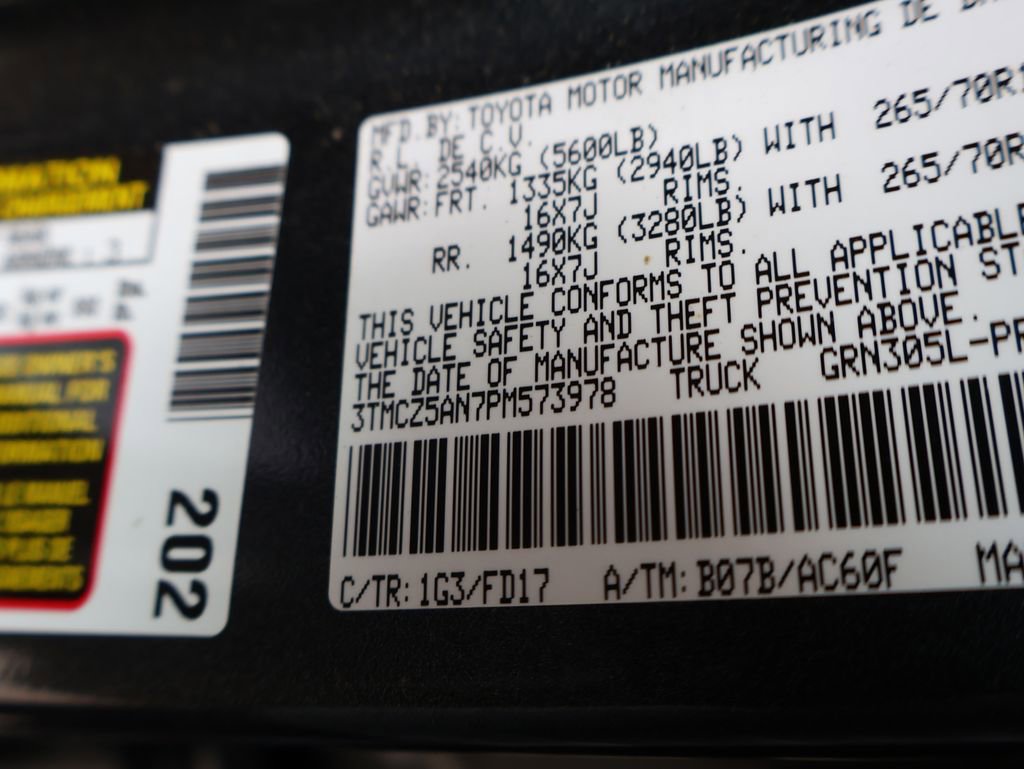 MFD.BY:TOYOTA MOTOR MANUFACTURING DE
R.L. DE C.V.
GVWR:2540KG (5600LB)
GAWR:FRT. 1335KG (2940LB) WITH 265/70R1
16X7J RIMS.
RR. 1490KG (3280LB) WITH 265/70R
16X7J RIMS.
THIS VEHICLE CONFORMS TO ALL APPLICABLE
VEHICLE SAFETY AND THEFT PREVENTION ST
THE DATE OF MANUFACTURE SHOWN ABOVE.
3TMCZ5AN7PM573978 TRUCK GRN305L-PR
C/TR:1G3/FD17 A/TM:B07B/AC60F MA
202